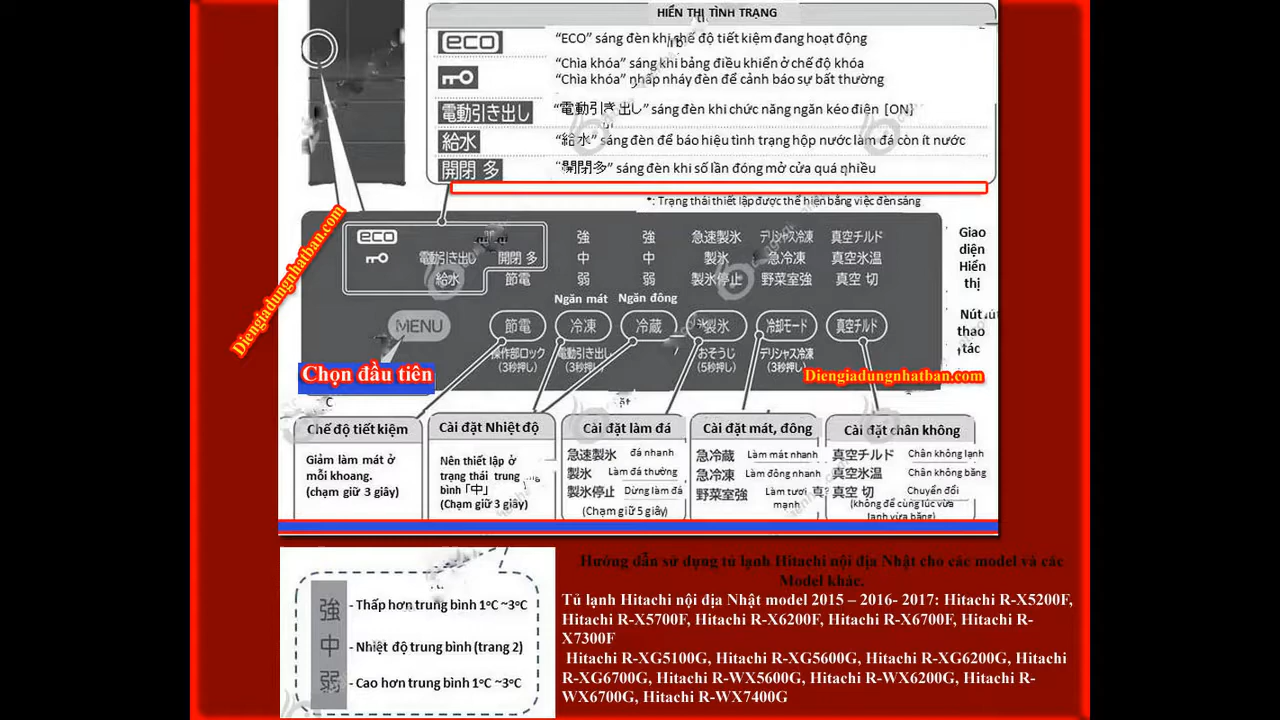 HIỂN THỊ TÌNH TRẠNG
eco
“ECO” sáng đèn khi chế độ tiết kiệm đang hoạt động
“Chìa khóa” sáng khi bảng điều khiển ở chế độ khóa
“Chìa khóa” nhấp nháy đèn để cảnh báo sự bất thường
電動引き出し
“電動引き出し” sáng đèn khi chức năng ngăn kéo điện [ON]
給水
“給水” sáng đèn để báo hiệu tình trạng hộp nước làm đá còn ít nước
開閉 多
“開閉多” sáng đèn khi số lần đóng mở cửa quá nhiều
*: Trạng thái thiết lập được thể hiện bằng việc đèn sáng
Diengiadungnhatban.com
eco 強 強 急速製氷 デリシャス冷凍 真空チルド
電動引き出し 開閉 多 中 中 製氷 急冷凍 真空氷温
給水 節電 弱 弱 製氷停止 野菜室強 真空 切
Giao
diện
Hiển
thị
Ngăn mát Ngăn đông
MENU 節電 冷凍 冷蔵 製氷 冷却モード 真空チルド
Nút
thao
tác
操作部ロック 電動引き出し おそうじ デリシャス冷凍
(3秒押し) (3秒押し) (5秒押し) (3秒押し)
Chọn đầu tiên
Diengiadungnhatban.com
Chế độ tiết kiệm
Giảm làm mát ở
mỗi khoang.
(chạm giữ 3 giây)
Cài đặt Nhiệt độ
Nên thiết lập ở
trạng thái trung
bình「中」
(Chạm giữ 3 giây)
Cài đặt làm đá
急速製氷 đá nhanh
製氷 Làm đá thường
製氷停止 Dừng làm đá
(Chạm giữ 5 giây)
Cài đặt mát, đông
急冷蔵 Làm mát nhanh
急冷凍 Làm đông nhanh
野菜室強 Làm tươi
mạnh
Cài đặt chân không
真空チルド Chân không lạnh
真空氷温 Chân không băng
真空 切 Chuyển đổi
(không để cùng lúc vừa
lạnh vừa băng)
強 - Thấp hơn trung bình 1°C ~3°C
中 - Nhiệt độ trung bình (trang 2)
弱 - Cao hơn trung bình 1°C ~3°C
Hướng dẫn sử dụng tủ lạnh Hitachi nội địa Nhật cho các model và các
Model khác.
Tủ lạnh Hitachi nội địa Nhật model 2015 – 2016- 2017: Hitachi R-X5200F,
Hitachi R-X5700F, Hitachi R-X6200F, Hitachi R-X6700F, Hitachi R-
X7300F
Hitachi R-XG5100G, Hitachi R-XG5600G, Hitachi R-XG6200G, Hitachi
R-XG6700G, Hitachi R-WX5600G, Hitachi R-WX6200G, Hitachi R-
WX6700G, Hitachi R-WX7400G